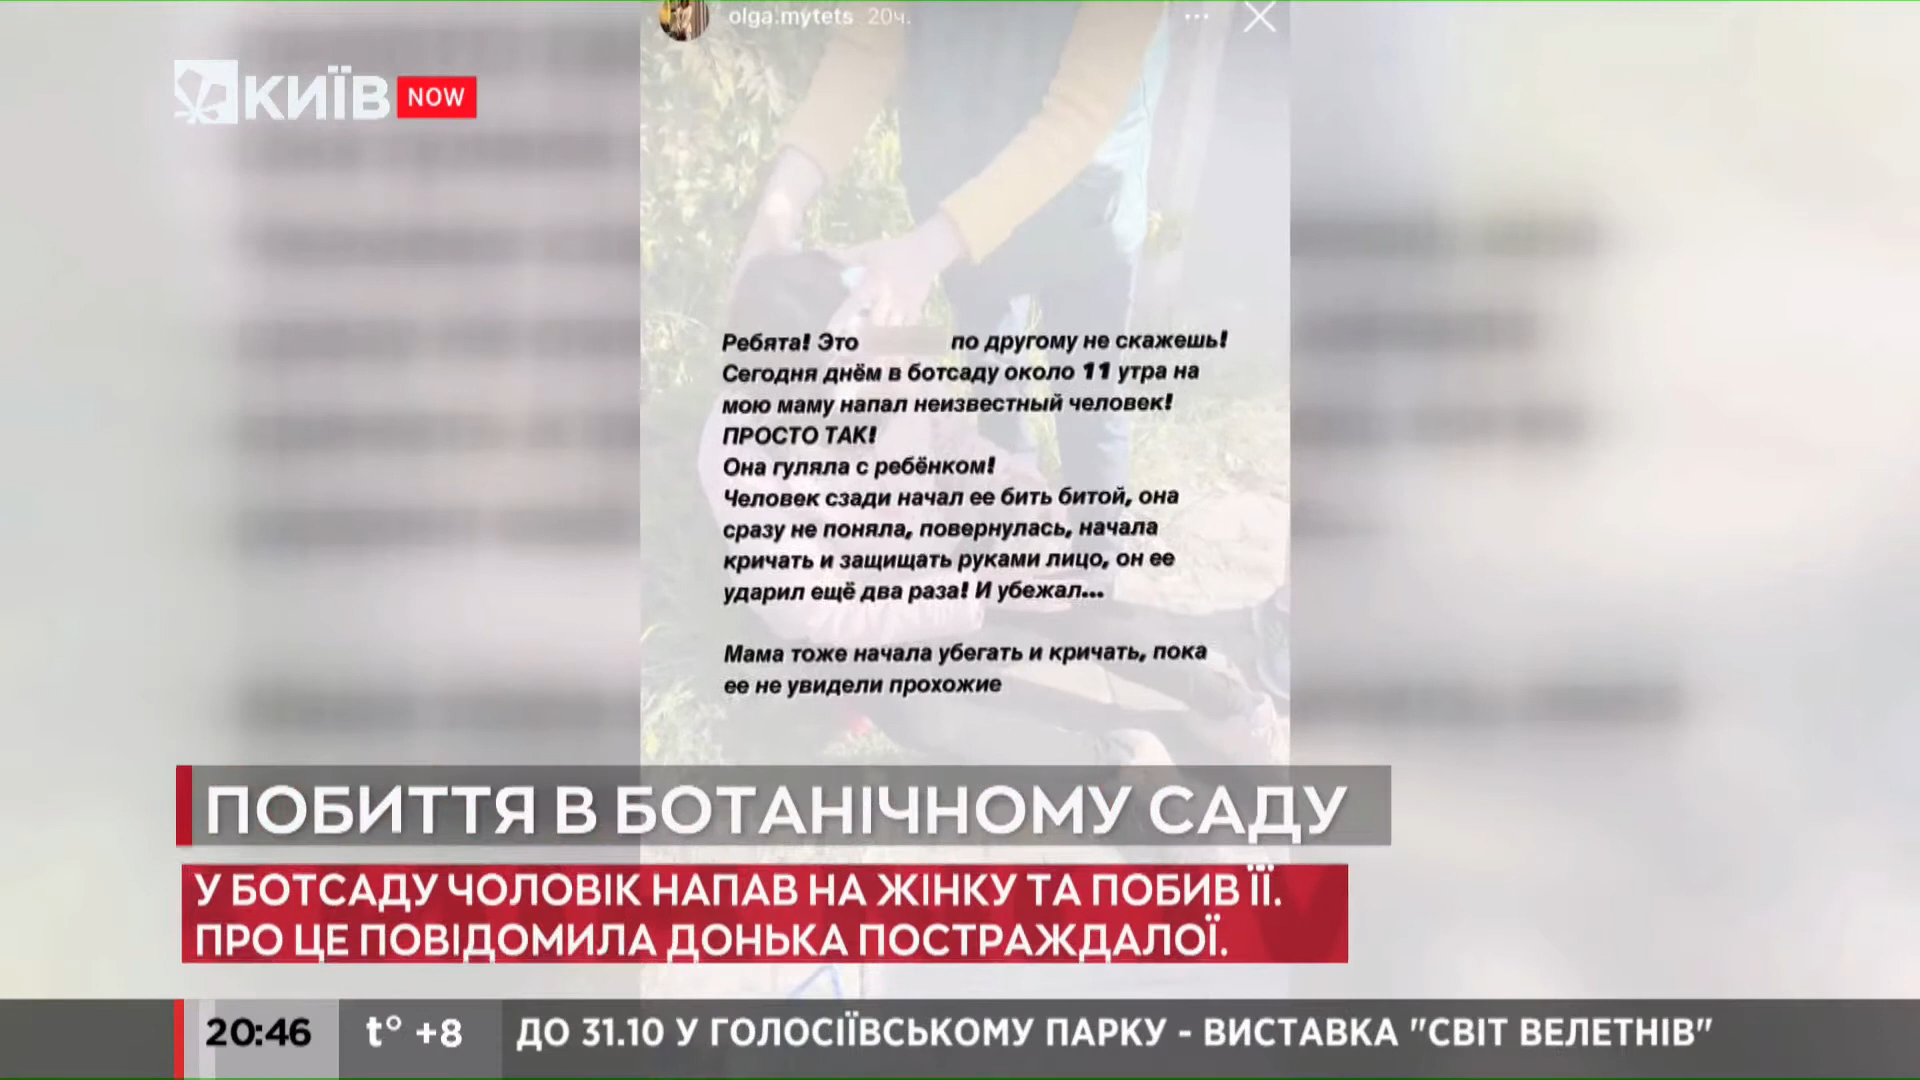 olga.mytets 20ч.
КИЇВ NOW
Ребята! Это по другому не скажешь!
Сегодня днём в ботсаду около 11 утра на
мою маму напал неизвестный человек!
ПРОСТО ТАК!
Она гуляла с ребёнком!
Человек сзади начал ее бить битой, она
сразу не поняла, повернулась, начала
кричать и защищать руками лицо, он ее
ударил ещё два раза! И убежал...
Мама тоже начала убегать и кричать, пока
ее не увидели прохожие
ПОБИТТЯ В БОТАНІЧНОМУ САДУ
У БОТСАДУ ЧОЛОВІК НАПАВ НА ЖІНКУ ТА ПОБИВ ЇЇ.
ПРО ЦЕ ПОВІДОМИЛА ДОНЬКА ПОСТРАЖДАЛОЇ.
20:46 t° +8 ДО 31.10 У ГОЛОСІЇВСЬКОМУ ПАРКУ - ВИСТАВКА "СВІТ ВЕЛЕТНІВ"